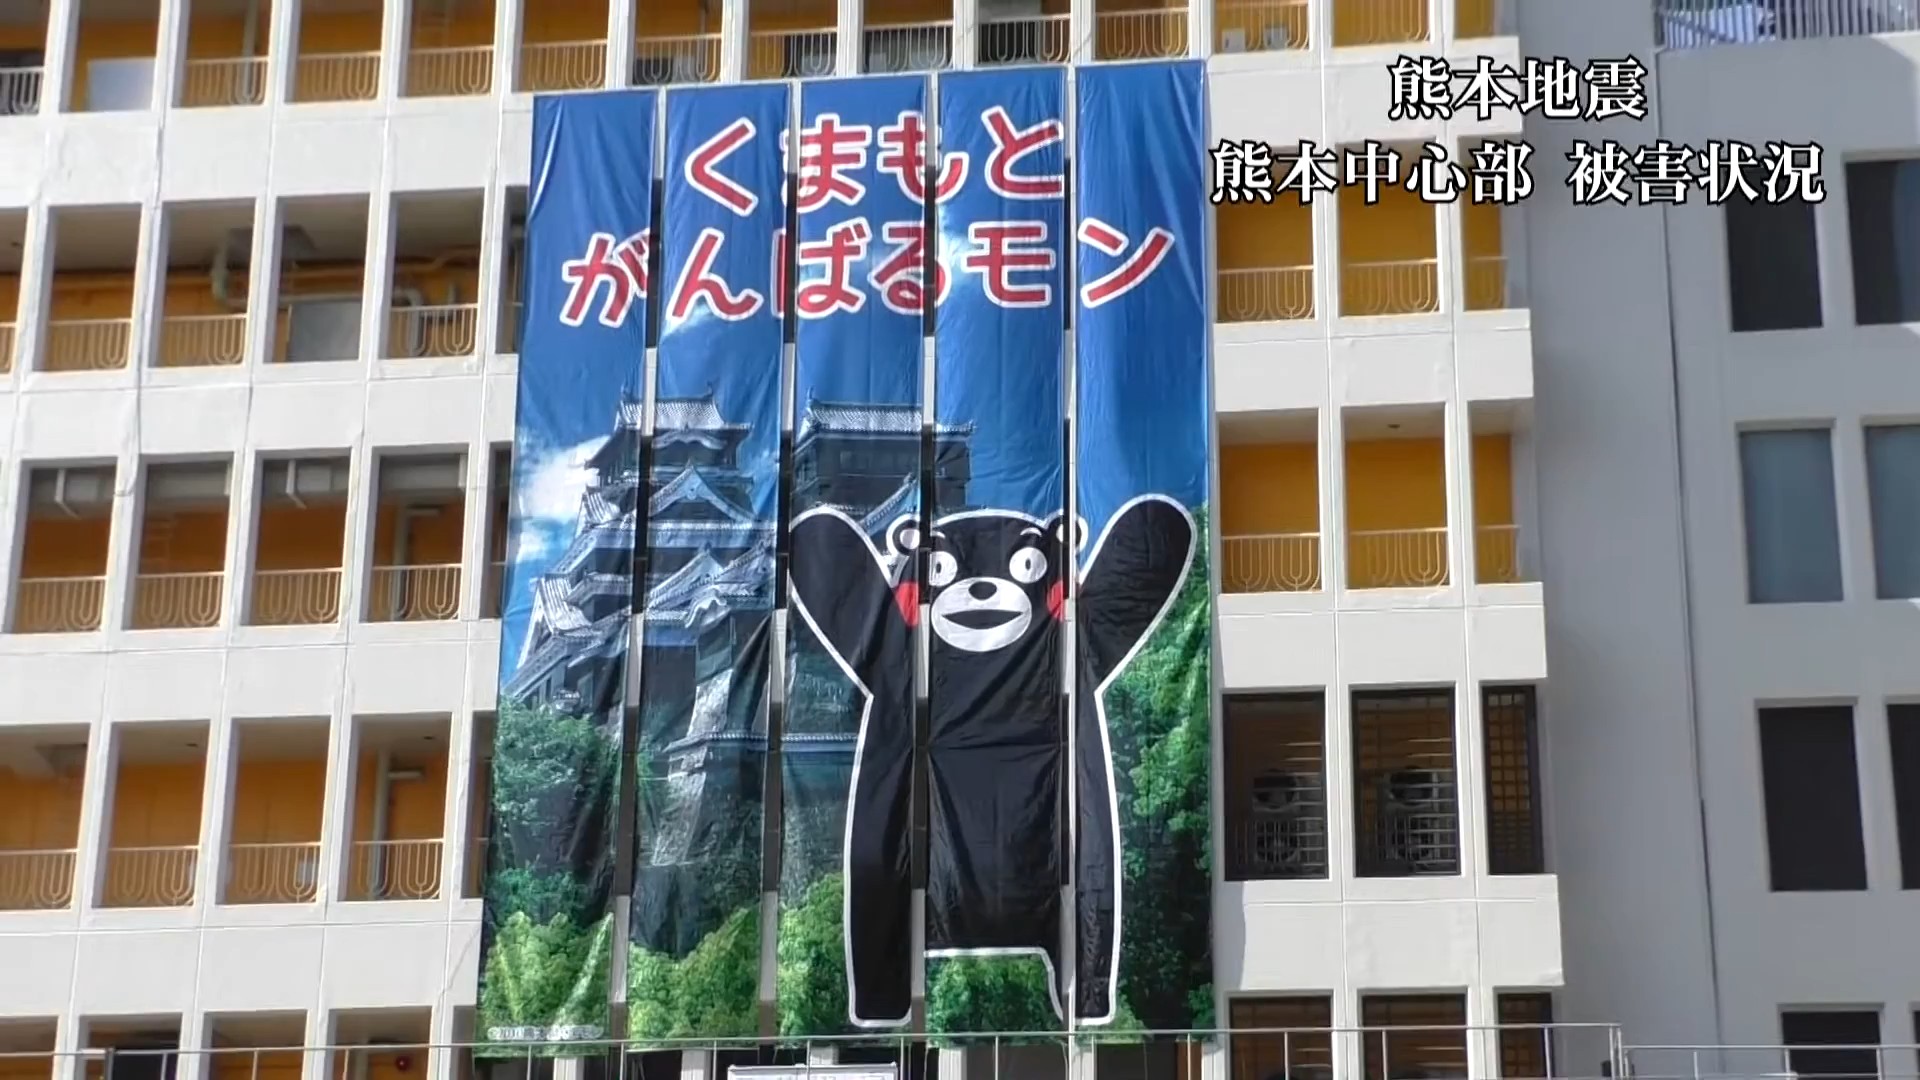 熊本地震
熊本中心部 被害状況
くまもと
がんばるモン